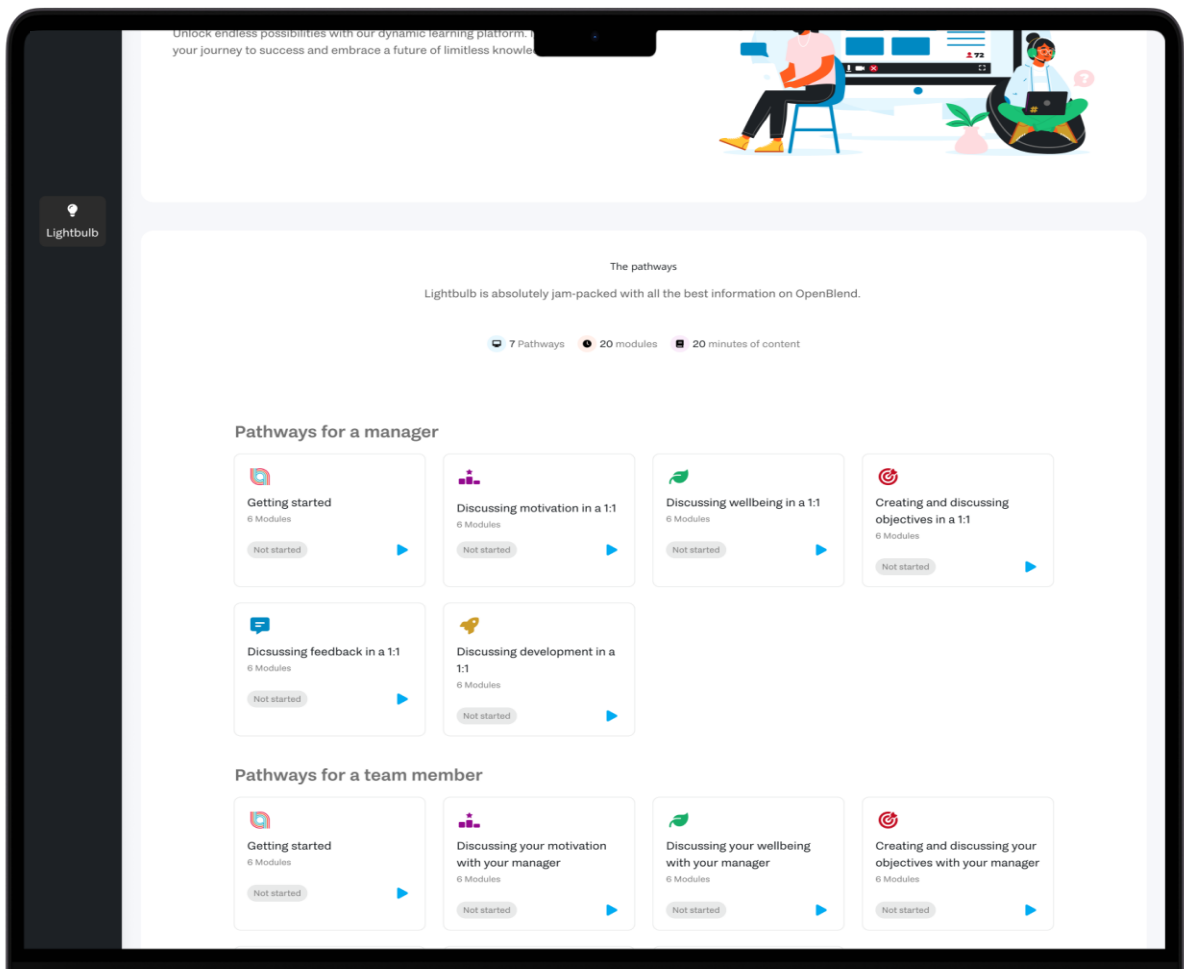 Unlock endless possibilities with our dynamic learning platform.
your journey to success and embrace a future of limitless
72
?
#
Lightbulb
The pathways
Lightbulb is absolutely jam-packed with all the best information on OpenBlend.
7 Pathways 20 modules 20 minutes of content
Pathways for a manager
Getting started
6 Modules
Not started
Discussing motivation in a 1:1
6 Modules
Not started
Discussing wellbeing in a 1:1
6 Modules
Not started
Creating and discussing
objectives in a 1:1
6 Modules
Not started
Dicsussing feedback in a 1:1
6 Modules
Not started
Discussing development in a
1:1
6 Modules
Not started
Pathways for a team member
Getting started
6 Modules
Not started
Discussing your motivation
with your manager
6 Modules
Not started
Discussing your wellbeing
with your manager
6 Modules
Not started
Creating and discussing your
objectives with your manager
6 Modules
Not started